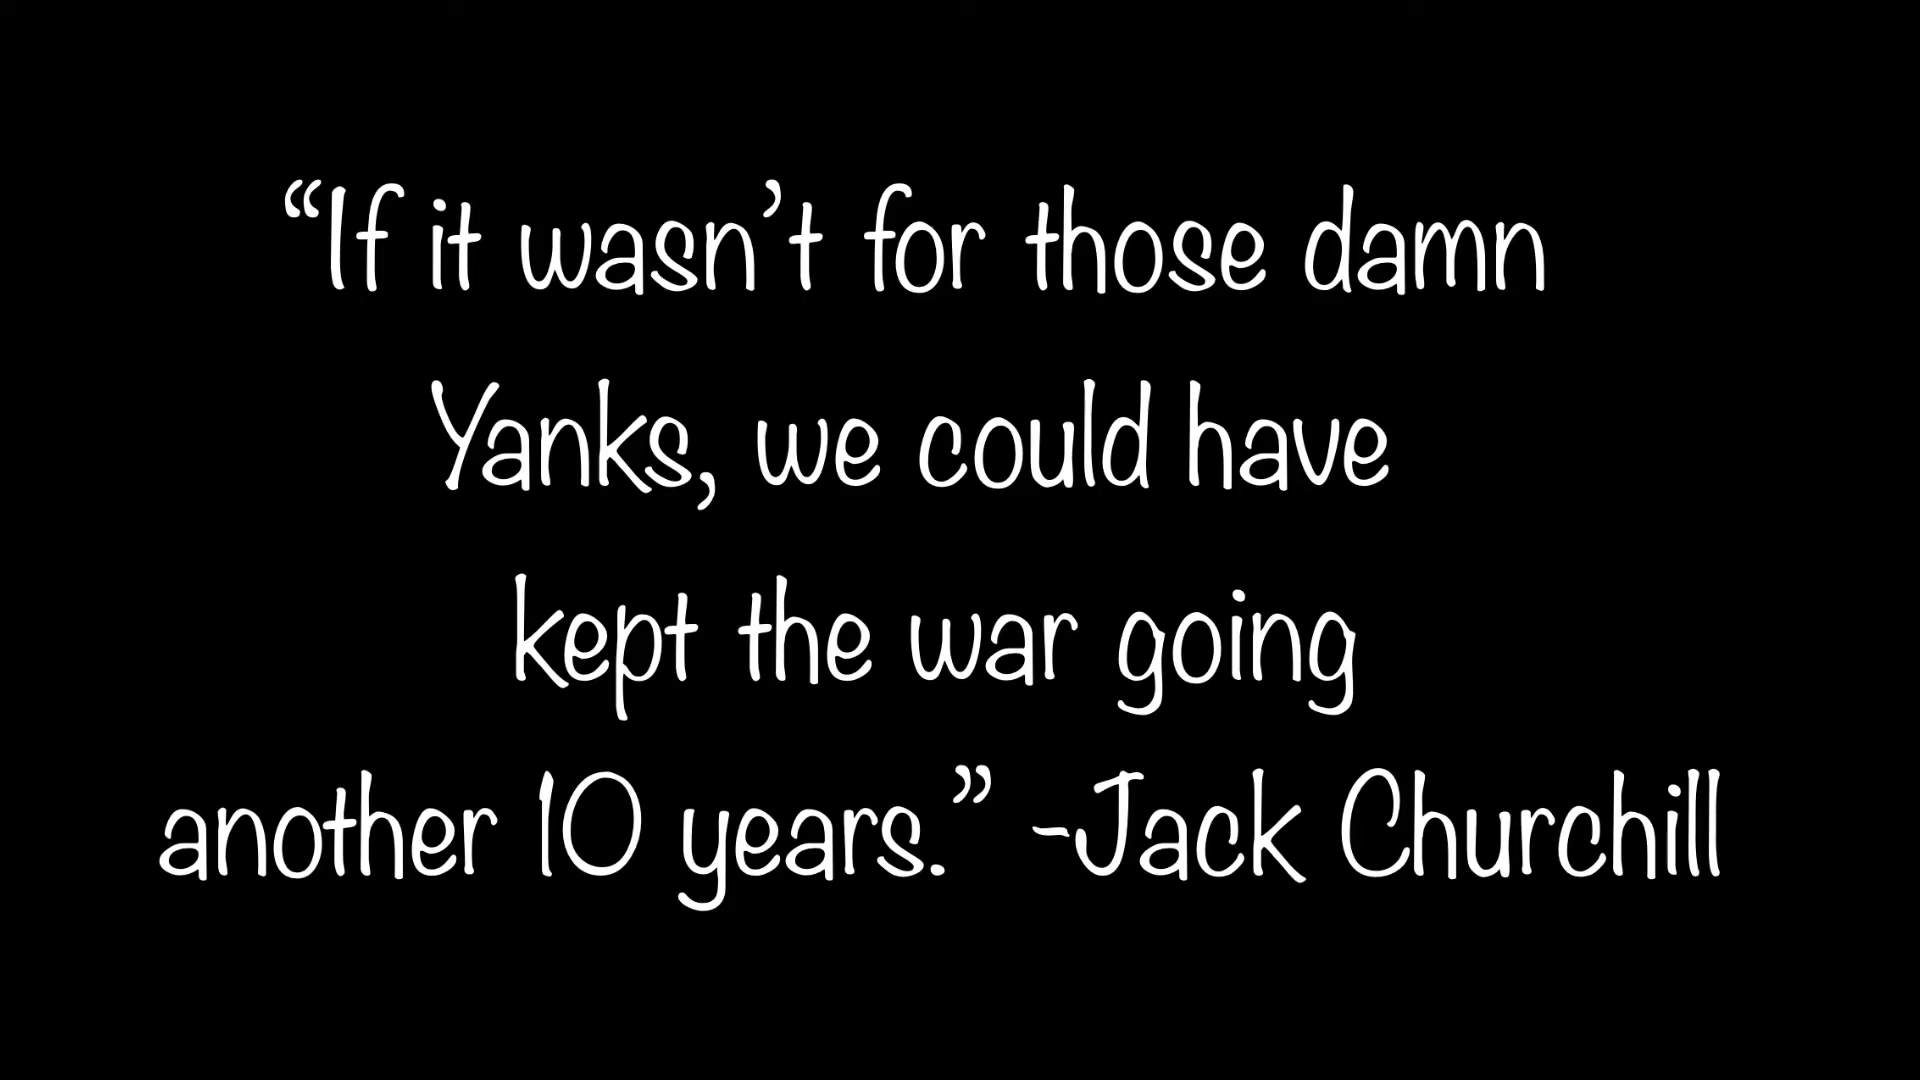 “If it wasn’t for those damn
Yanks, we could have
kept the war going
another 10 years.” -Jack Churchill